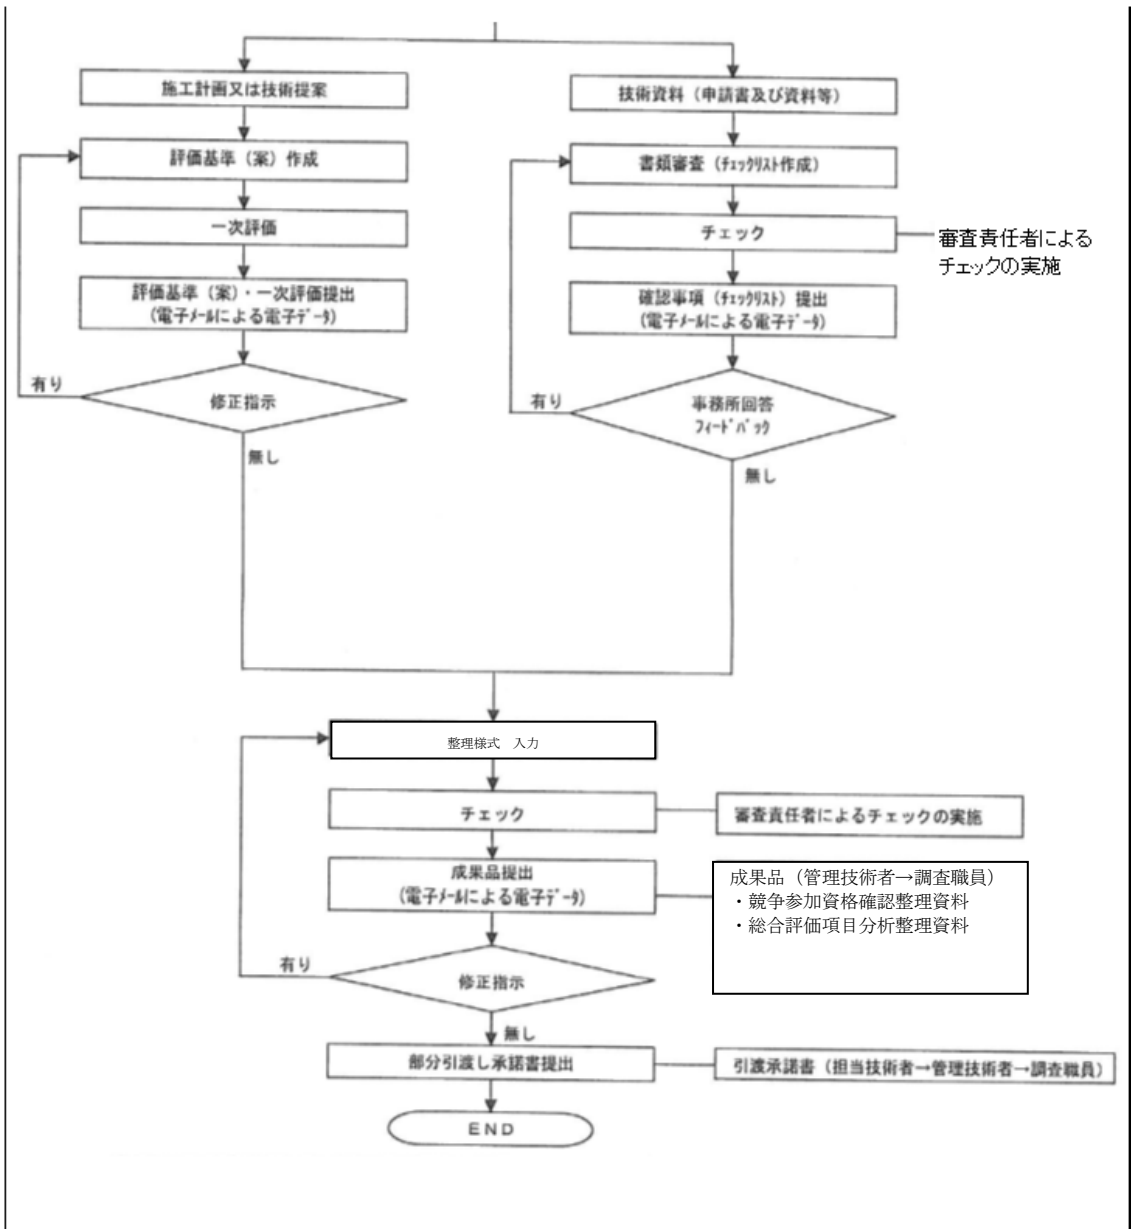 施工計画又は技術提案
評価基準（案）作成
一次評価
評価基準（案）・一次評価提出
（電子ﾒｰﾙによる電子ﾃﾞｰﾀ）
有り
修正指示
無し
技術資料（申請書及び資料等）
書類審査（ﾁｪｯｸﾘｽﾄ作成）
チェック
審査責任者による
チェックの実施
確認事項（ﾁｪｯｸﾘｽﾄ）提出
（電子ﾒｰﾙによる電子ﾃﾞｰﾀ）
有り
事務所回答
ﾌｨｰﾄﾞﾊﾞｯｸ
無し
整理様式　入力
チェック
審査責任者によるチェックの実施
成果品提出
（電子ﾒｰﾙによる電子ﾃﾞｰﾀ）
成果品（管理技術者→調査職員）
・競争参加資格確認整理資料
・総合評価項目分析整理資料
有り
修正指示
無し
部分引渡し承諾書提出
引渡承諾書（担当技術者→管理技術者→調査職員）
END